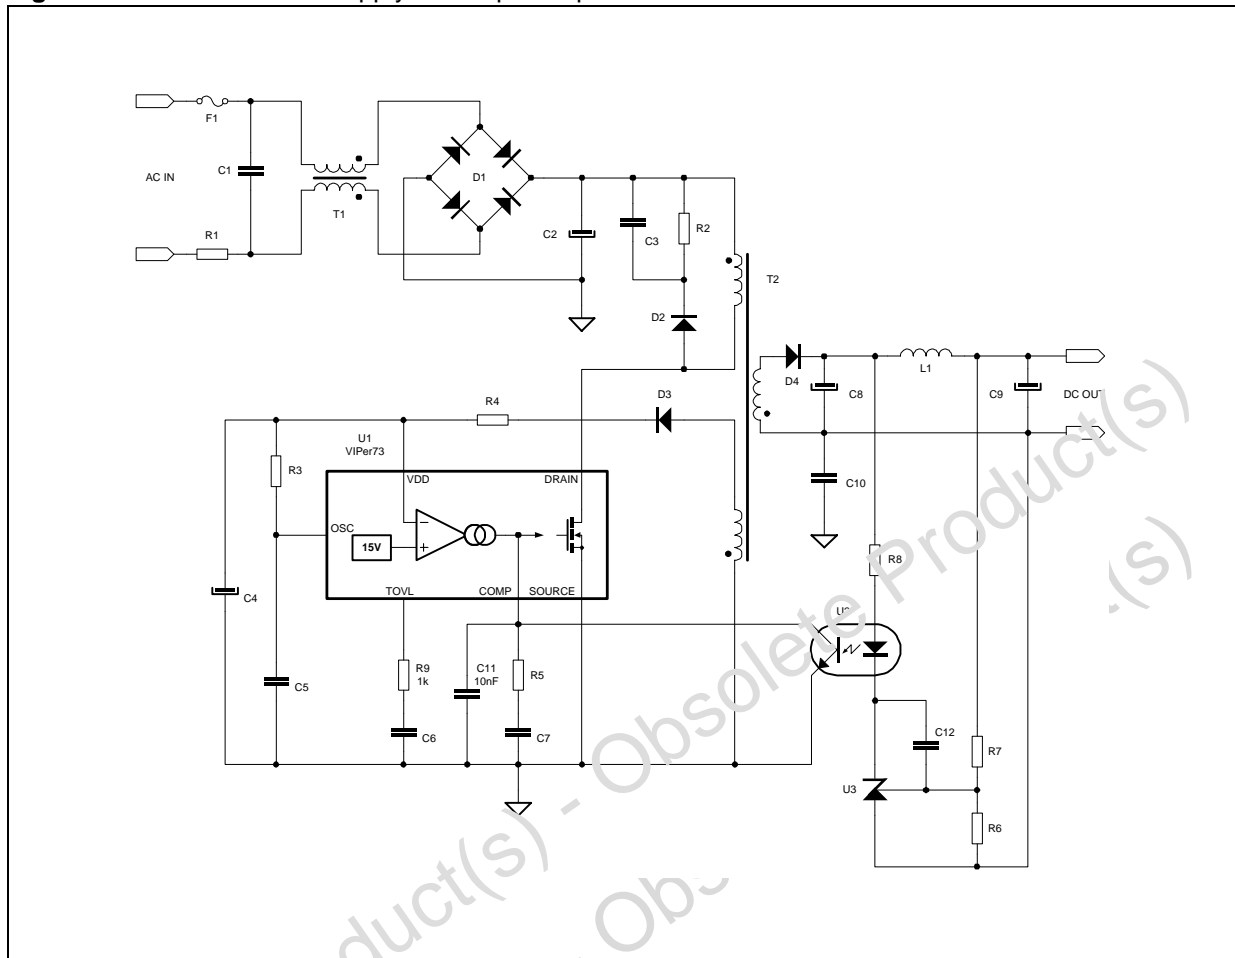 F1
AC IN
C1
T1
D1
R1
C2
C3
R2
D2
T2
D4
C8
L1
C9
DC OUT
C10
R4
D3
U1
VIPer73
R3
VDD
DRAIN
OSC
15V
TOVL
COMP
SOURCE
C4
C5
R9
1k
C6
C11
10nF
R5
C7
R8
C12
R7
U3
R6
duct(s) - Obsolete Product(s)